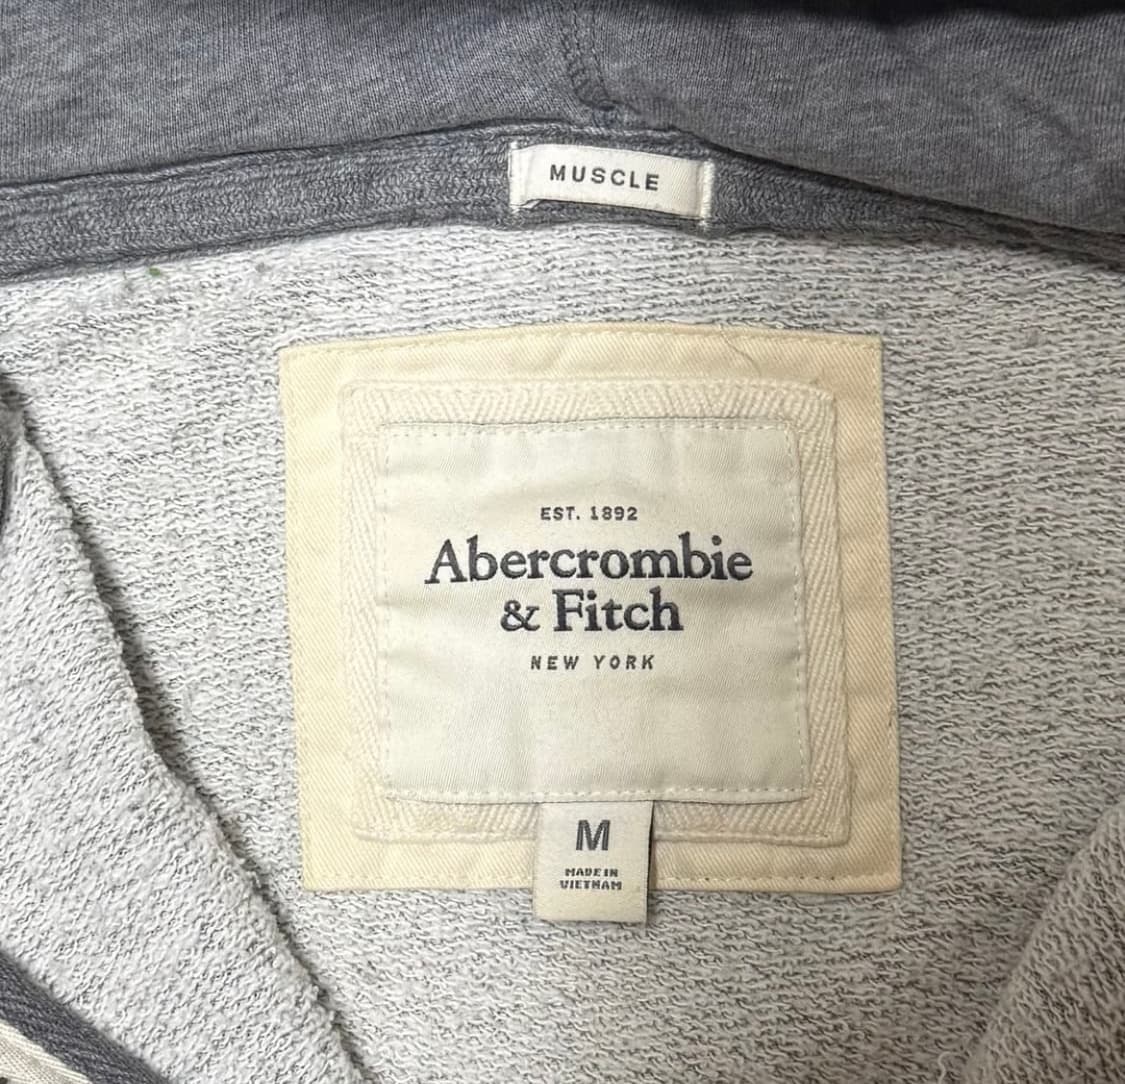 MUSCLE
EST. 1892
Abercrombie
& Fitch
NEW YORK
M
MADE IN
VIETNAM